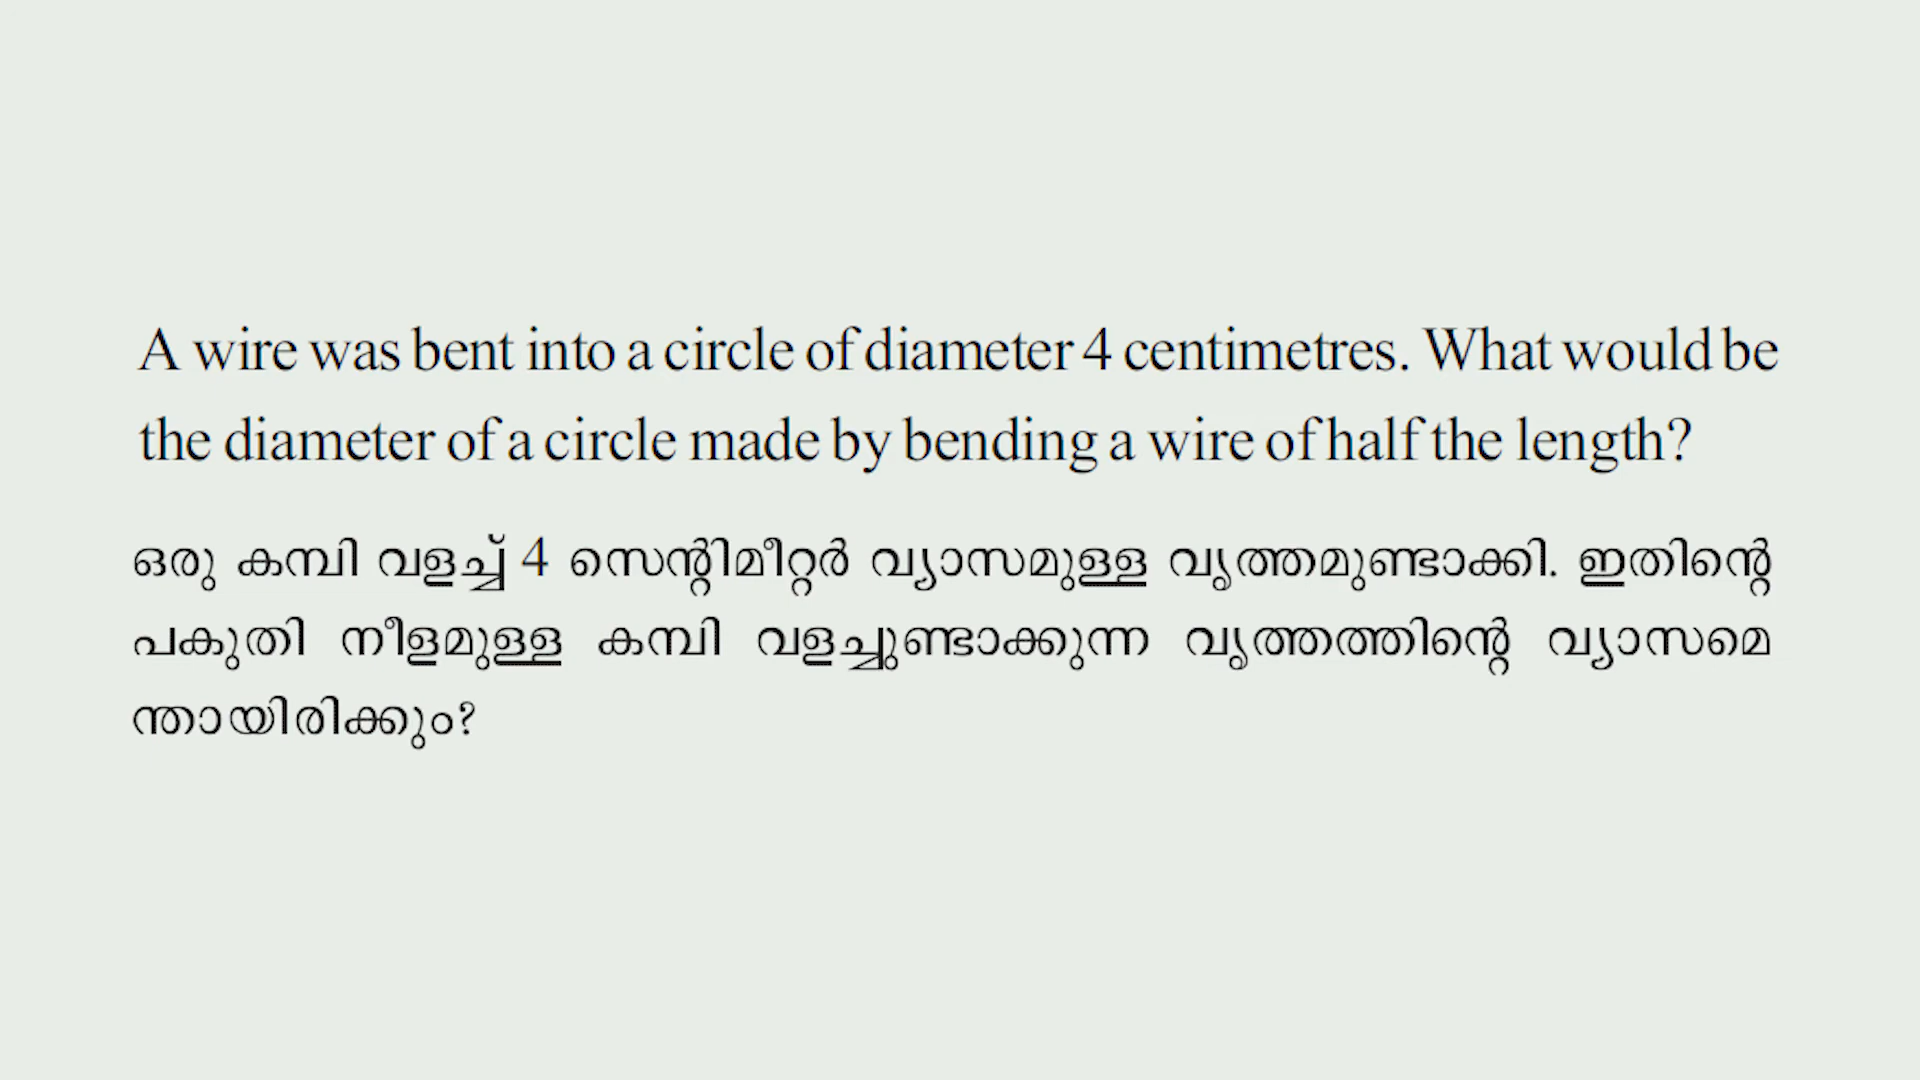 A wire was bent into a circle of diameter 4 centimetres. What would be
the diameter of a circle made by bending a wire of half the length?
ഒരു കമ്പി വളച്ച് 4 സെന്റിമീറ്റർ വ്യാസമുള്ള വൃത്തമുണ്ടാക്കി. ഇതിന്റെ
പകുതി നീളമുള്ള കമ്പി വളച്ചുണ്ടാക്കുന്ന വൃത്തത്തിന്റെ വ്യാസമെ
ന്തായിരിക്കും?